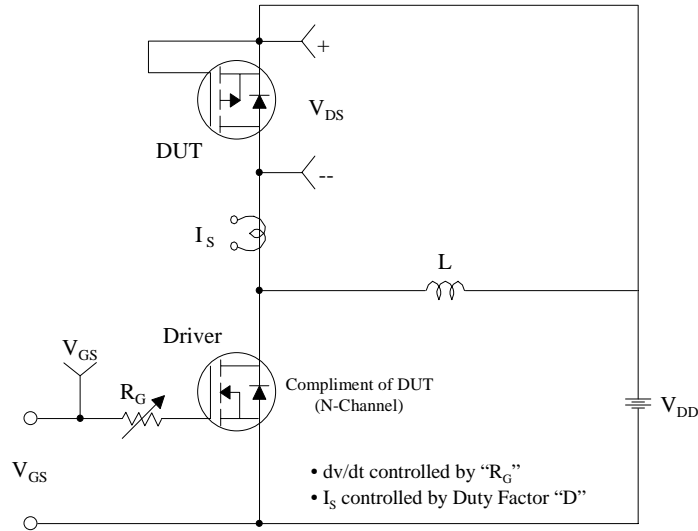 +
V_DS
DUT
--
I_S
L
Driver
V_GS
R_G
Compliment of DUT
(N-Channel)
V_DD
V_GS
• dv/dt controlled by “R_G”
• I_S controlled by Duty Factor “D”